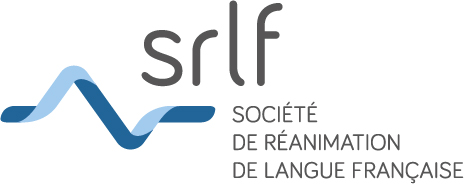 srlf
SOCIÉTÉ
DE RÉANIMATION
DE LANGUE FRANÇAISE